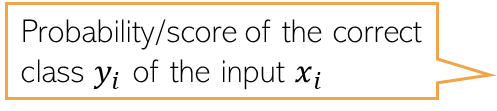 Probability/score of the correct
class yᵢ of the input xᵢ